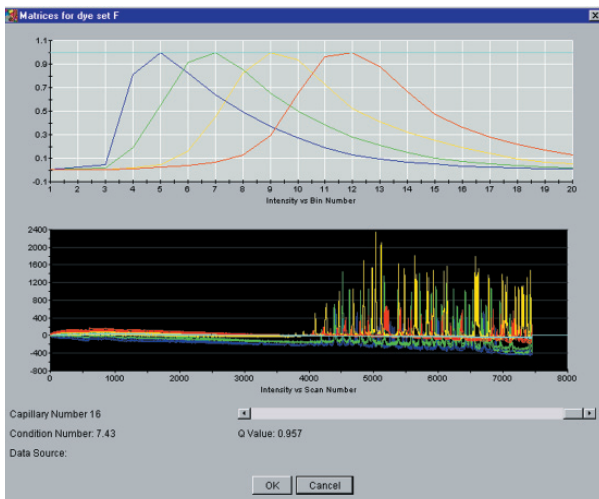 Matrices for dye set F
1.1
0.9
0.7
0.5
0.3
0.1
-0.1
1 2 3 4 5 6 7 8 9 10 11 12 13 14 15 16 17 18 19 20
Intensity vs Bin Number
2400
2000
1600
1200
800
400
0
-400
-800
0 1000 2000 3000 4000 5000 6000 7000 8000
Intensity vs Scan Number
Capillary Number 16
Condition Number: 7.43 Q Value: 0.957
Data Source:
OK Cancel